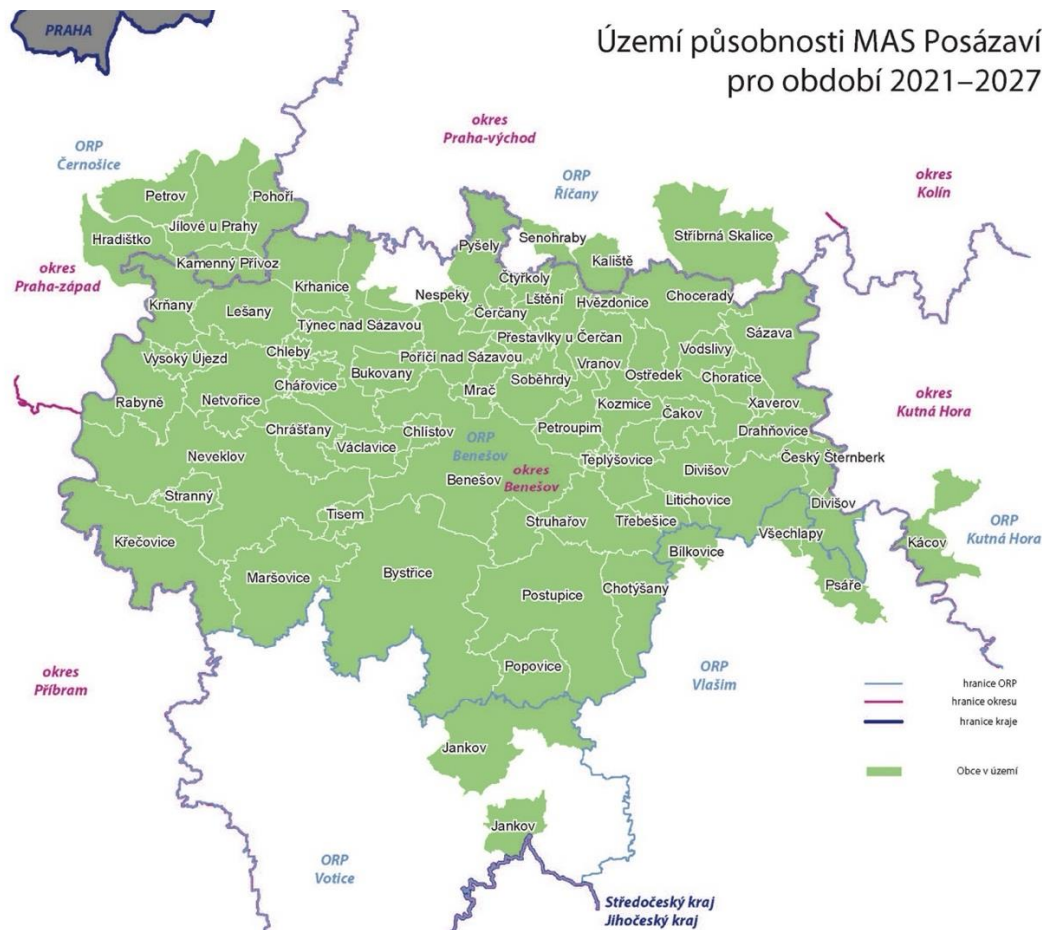 PRAHA
Území působnosti MAS Posázaví
pro období 2021–2027
okres
Praha-východ
ORP
Černošice
ORP
Říčany
okres
Kolín
Petrov
Pohoří
Jílové u Prahy
Hradištko
Senohraby
Stříbrná Skalice
Pyšely
Kaliště
Kamenný Přívoz
okres
Praha-západ
Čtyřkoly
Krhanice
Nespeky
Lštění
Hvězdonice
Chocerady
Krňany
Lešany
Čerčany
Týnec nad Sázavou
Přestavlky u Čerčan
Sázava
Vysoký Újezd
Chleby
Poříčí nad Sázavou
Vodslivy
Bukovany
Vranov
Chářovice
Soběhrdy
Ostředek
Choratice
Mrač
Rabyně
Netvořice
Kozmice
Xaverov
okres
Kutná Hora
Čakov
Chrášťany
Chlístov
Petroupim
Drahňovice
Václavice
ORP
Benešov
Neveklov
Český Šternberk
Teplýšovice
okres
Benešov
Benešov
Divišov
Stranný
Litichovice
Divišov
Tisem
Struhařov
Třebešice
Všechlapy
ORP
Kutná Hora
Křečovice
Kácov
Bílkovice
Bystřice
Maršovice
Psáře
Chotýšany
Postupice
Popovice
okres
Příbram
ORP
Vlašim
hranice ORP
hranice okresu
hranice kraje
Obce v území
Jankov
Jankov
ORP
Votice
Středočeský kraj
Jihočeský kraj